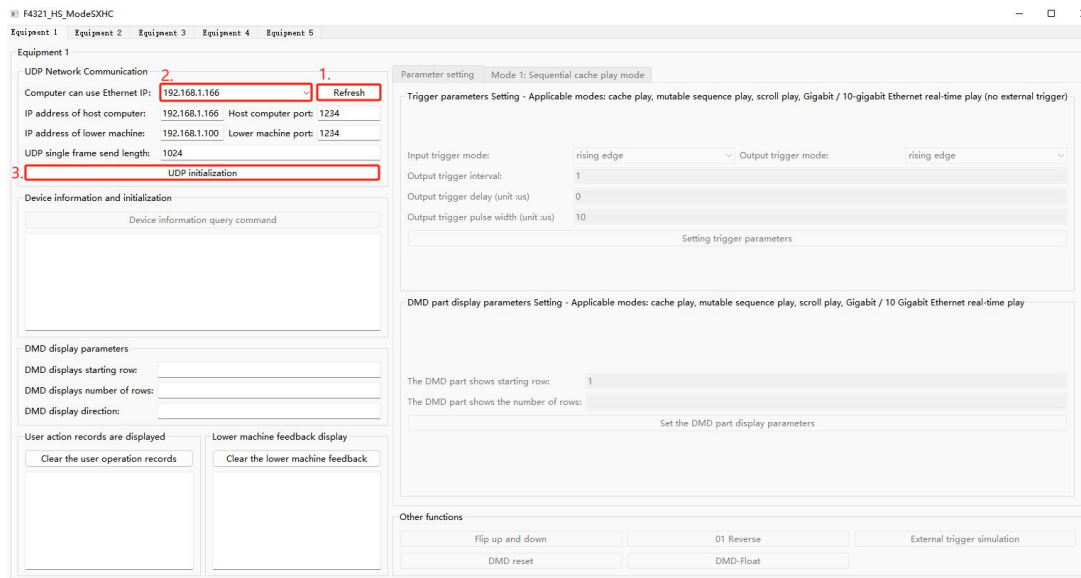 F4321_HS_ModeSXHC
Equipment 1 Equipment 2 Equipment 3 Equipment 4 Equipment 5
Equipment 1
UDP Network Communication
2.
1.
Computer can use Ethernet IP: 192.168.1.166 Refresh
IP address of host computer: 192.168.1.166 Host computer port: 1234
IP address of lower machine: 192.168.1.100 Lower machine port: 1234
UDP single frame send length: 1024
3. UDP initialization
Device information and initialization
Device information query command
DMD display parameters
DMD displays starting row:
DMD displays number of rows:
DMD display direction:
User action records are displayed
Clear the user operation records
Lower machine feedback display
Clear the lower machine feedback
Parameter setting Mode 1: Sequential cache play mode
Trigger parameters Setting - Applicable modes: cache play, mutable sequence play, scroll play, Gigabit / 10-gigabit Ethernet real-time play (no external trigger)
Input trigger mode: rising edge Output trigger mode: rising edge
Output trigger interval: 1
Output trigger delay (unit :us) 0
Output trigger pulse width (unit :us) 10
Setting trigger parameters
DMD part display parameters Setting - Applicable modes: cache play, mutable sequence play, scroll play, Gigabit / 10 Gigabit Ethernet real-time play
The DMD part shows starting row: 1
The DMD part shows the number of rows:
Set the DMD part display parameters
Other functions
Flip up and down 01 Reverse External trigger simulation
DMD reset DMD-Float